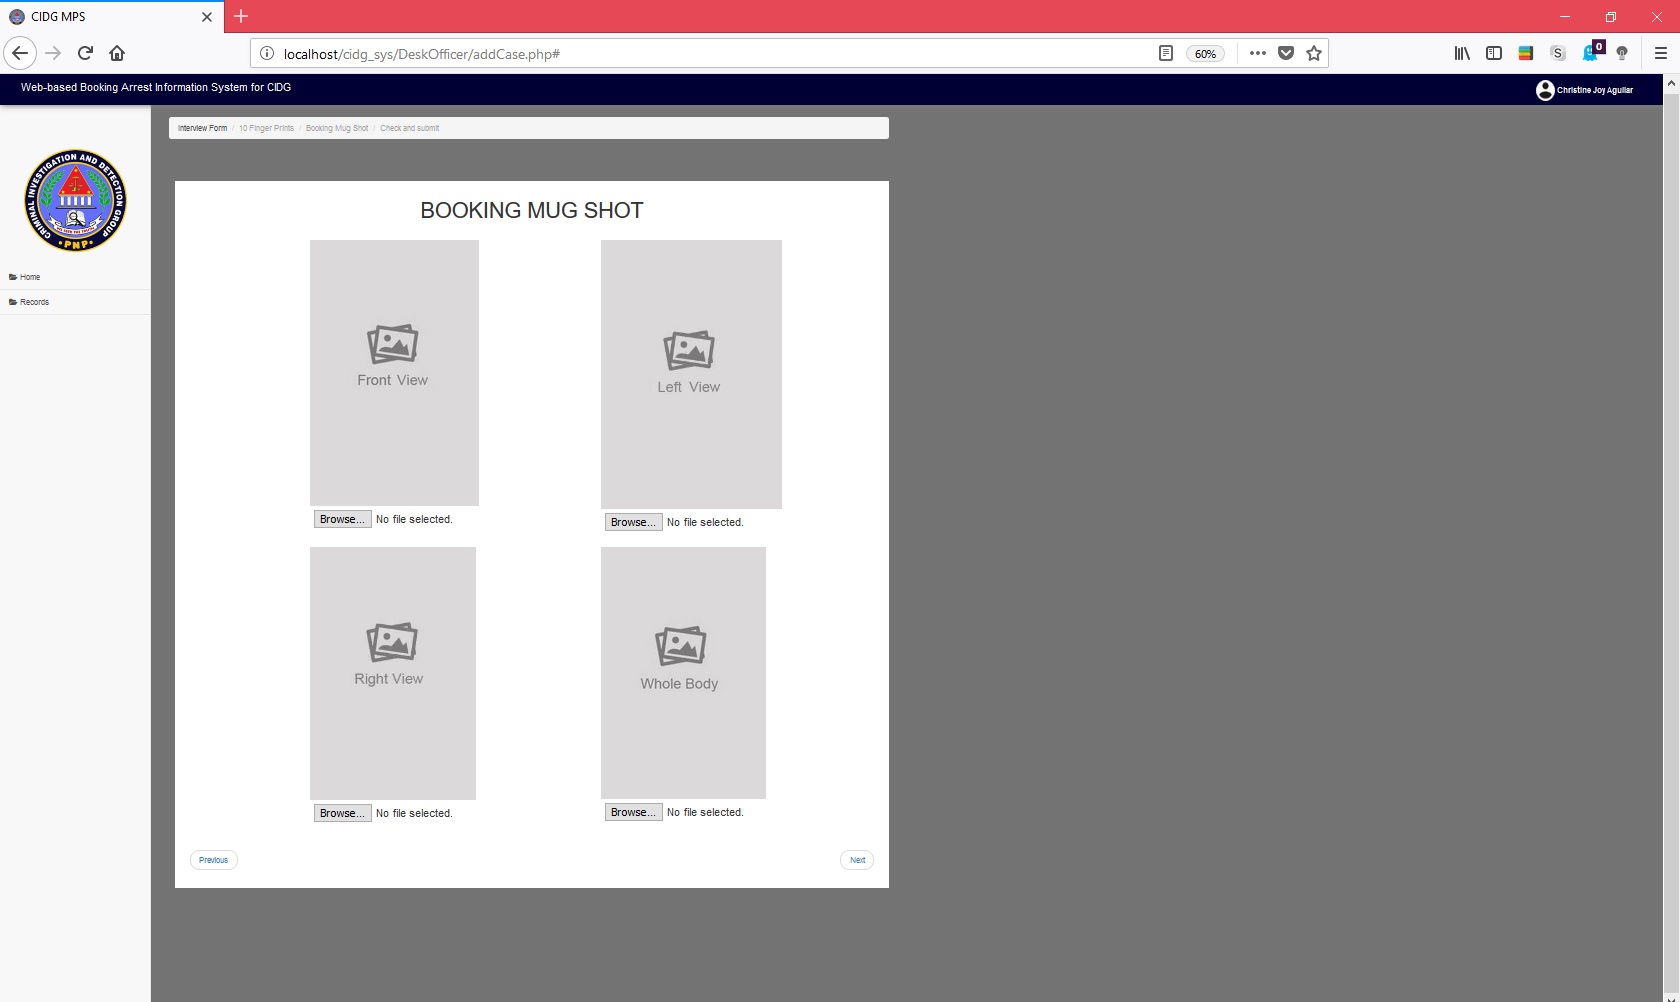 CIDG MPS
localhost/cidg_sys/DeskOfficer/addCase.php#
60%
S
0
Web-based Booking Arrest Information System for CIDG
Christine Joy Aguilar
Interview Form / 10 Finger Prints / Booking Mug Shot / Check and submit
CRIMINAL INVESTIGATION AND DETECTION GROUP
PNP
Home
Records
BOOKING MUG SHOT
Front View
Left View
Browse... No file selected.
Browse... No file selected.
Right View
Whole Body
Browse... No file selected.
Browse... No file selected.
Previous
Next